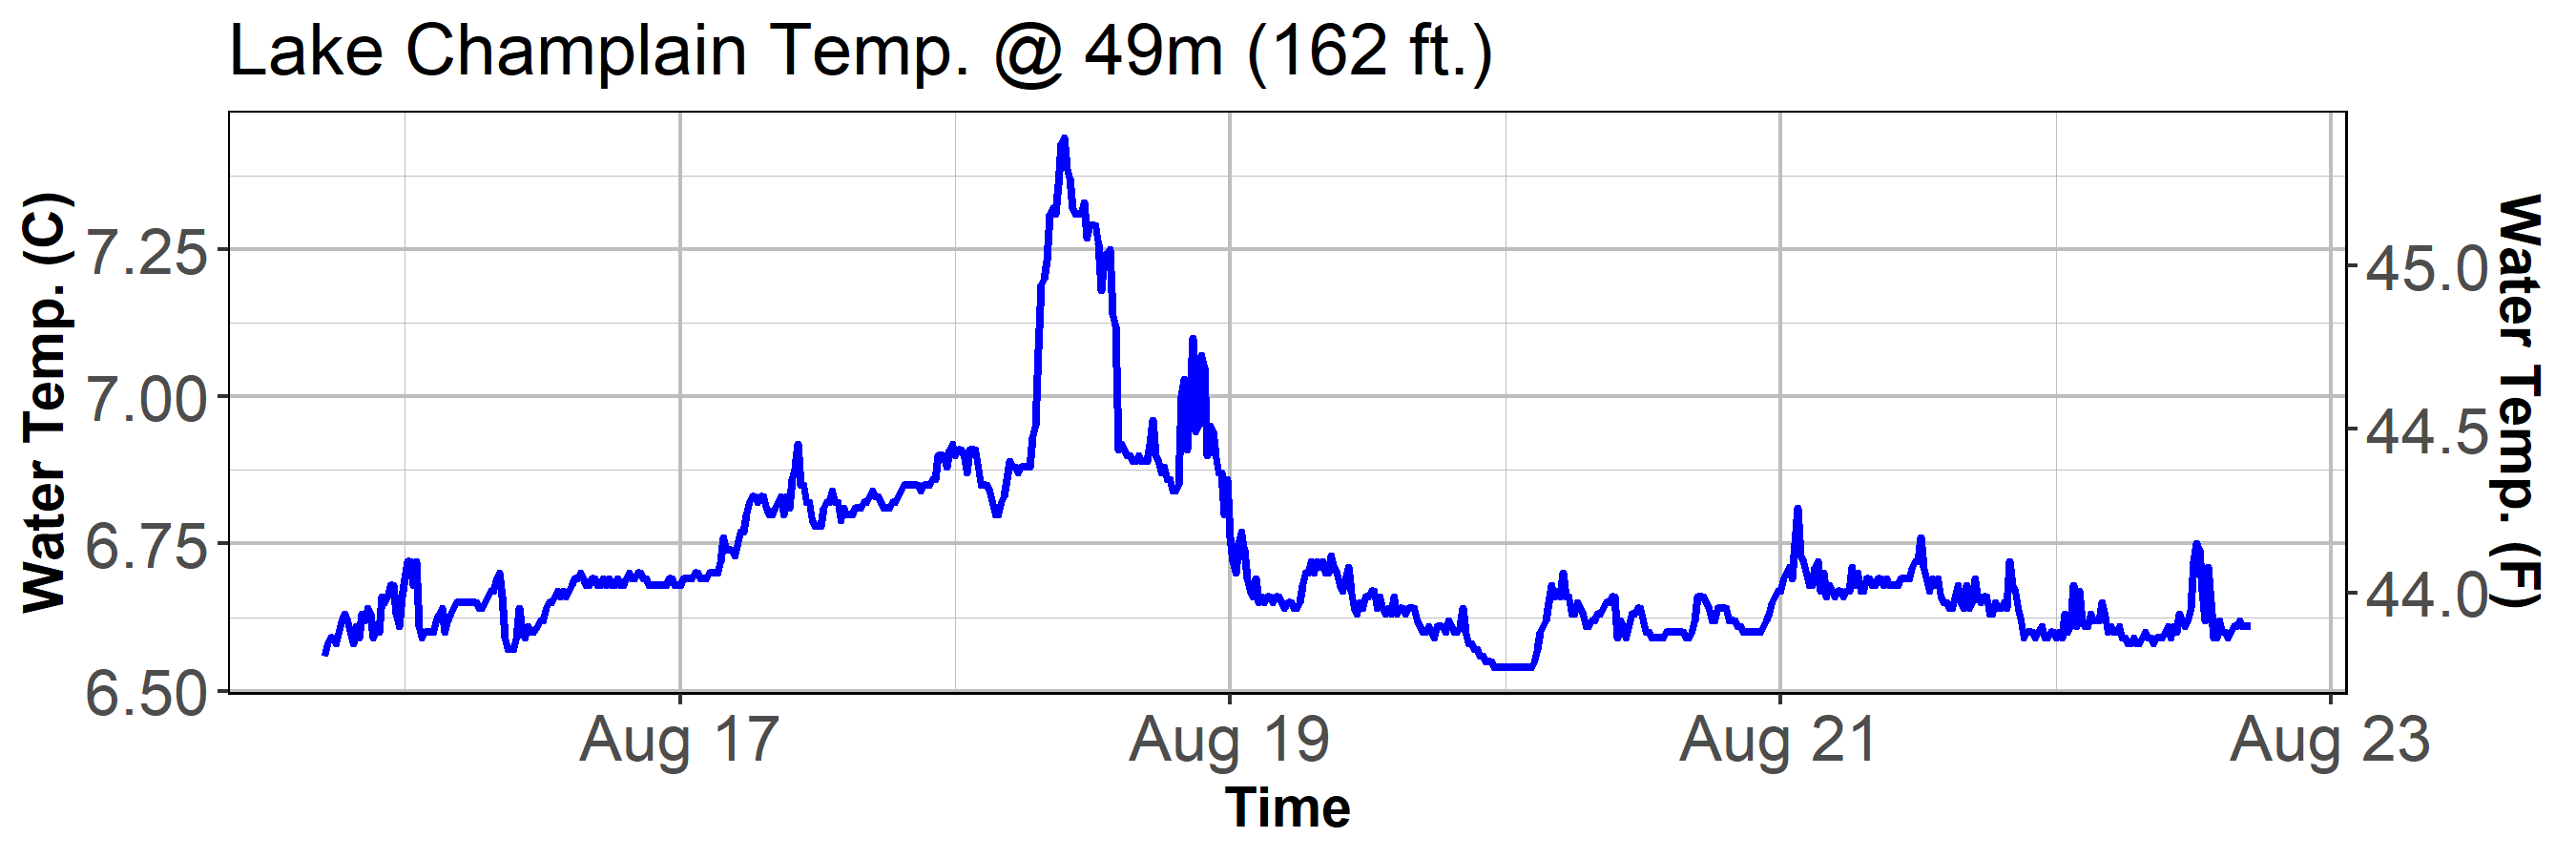 Lake Champlain Temp. @ 49m (162 ft.)
Water Temp. (C)
7.25
7.00
6.75
6.50
45.0
44.5
44.0
Water Temp. (F)
Aug 17
Aug 19
Aug 21
Aug 23
Time